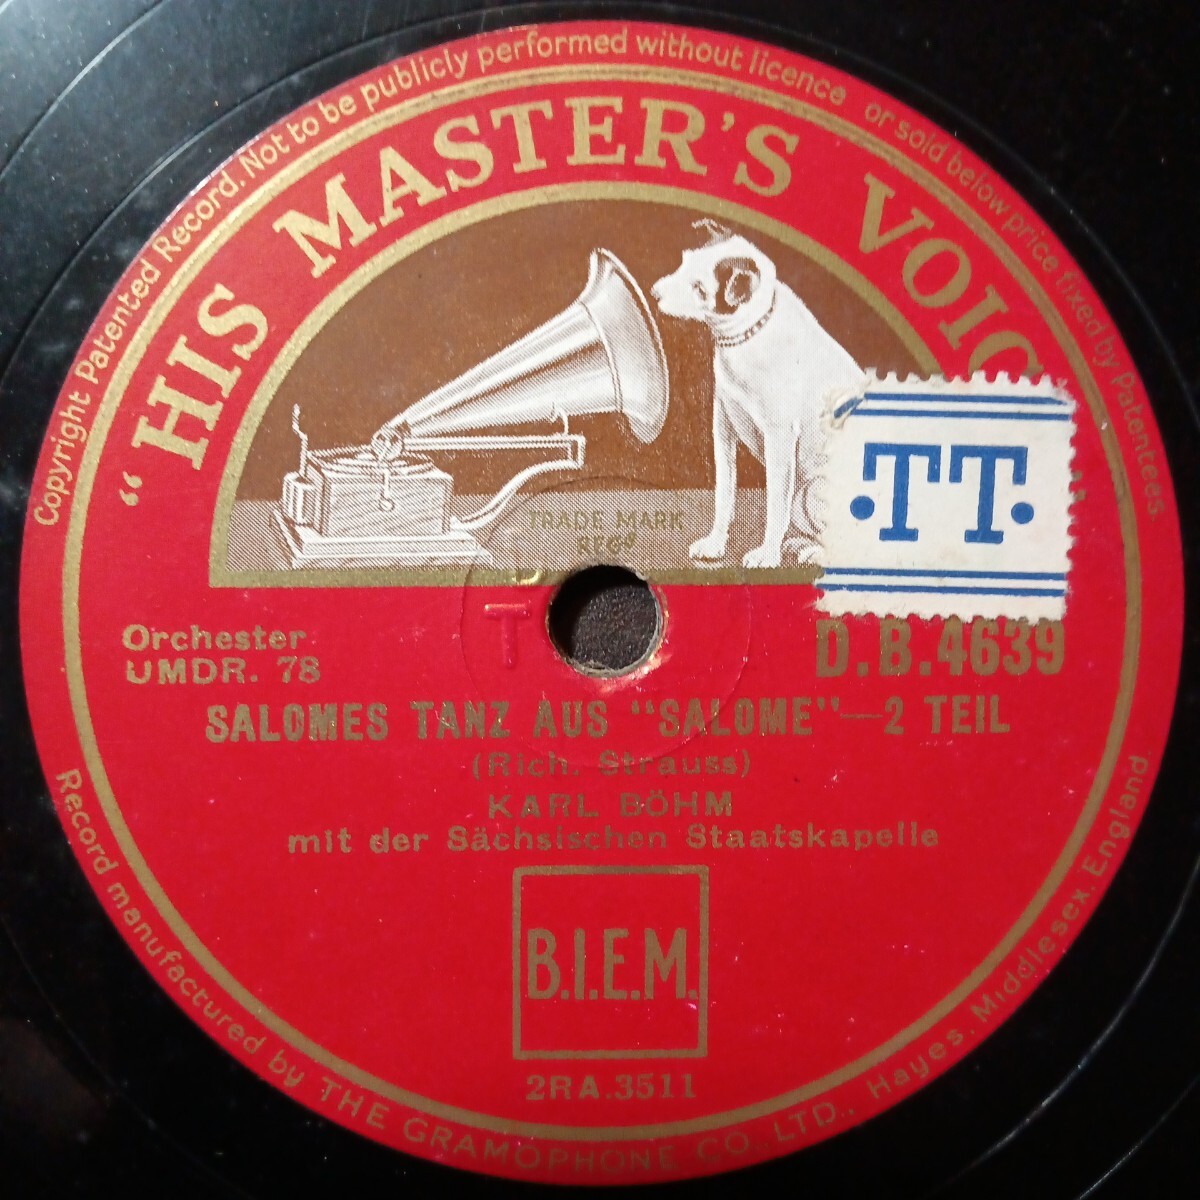 Copyright Patented Record. Not to be publicly performed without licence or sold below price fixed by Patentees.
"HIS MASTER'S VOIC
TRADE MARK
REGD
·TT·
T
Orchester
UMDR. 78
D.B.4639
SALOMES TANZ AUS "SALOME"—2 TEIL
(Rich. Strauss)
KARL BÖHM
mit der Sächsischen Staatskapelle
B.I.E.M.
2RA.3511
Record manufactured by THE GRAMOPHONE CO., LTD., Hayes, Middlesex, England